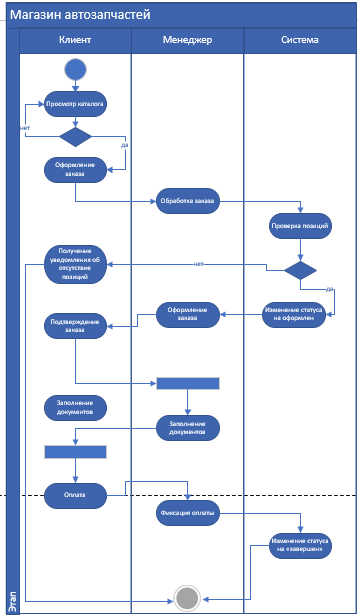 Магазин автозапчастей
Клиент
Менеджер
Система
Просмотр каталога
нет
да
Оформление
заказа
Обработка заказа
Проверка позиций
Получение
уведомления об
отсутствие
позиций
нет
да
Изменение статуса
на оформлен
Оформление
заказа
Подтверждение
заказа
Заполнение
документов
Заполнение
документов
Оплата
Фиксация оплаты
Изменение статуса
на «завершен»
Этап